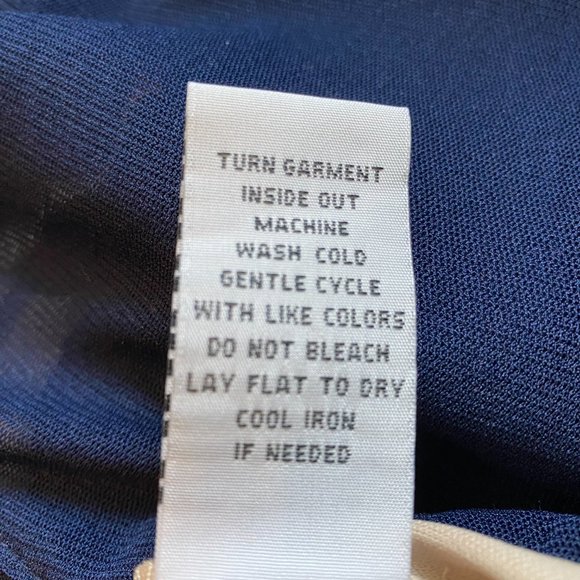 TURN GARMENT
INSIDE OUT
MACHINE
WASH COLD
GENTLE CYCLE
WITH LIKE COLORS
DO NOT BLEACH
LAY FLAT TO DRY
COOL IRON
IF NEEDED